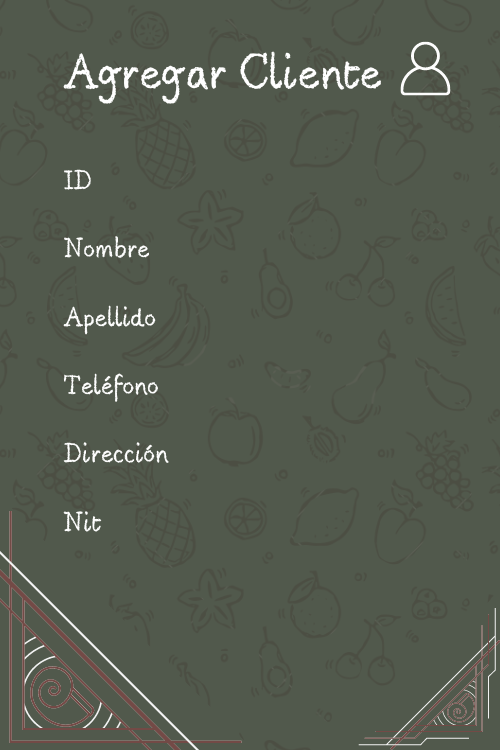 Agregar Cliente
ID
Nombre
Apellido
Teléfono
Dirección
Nit